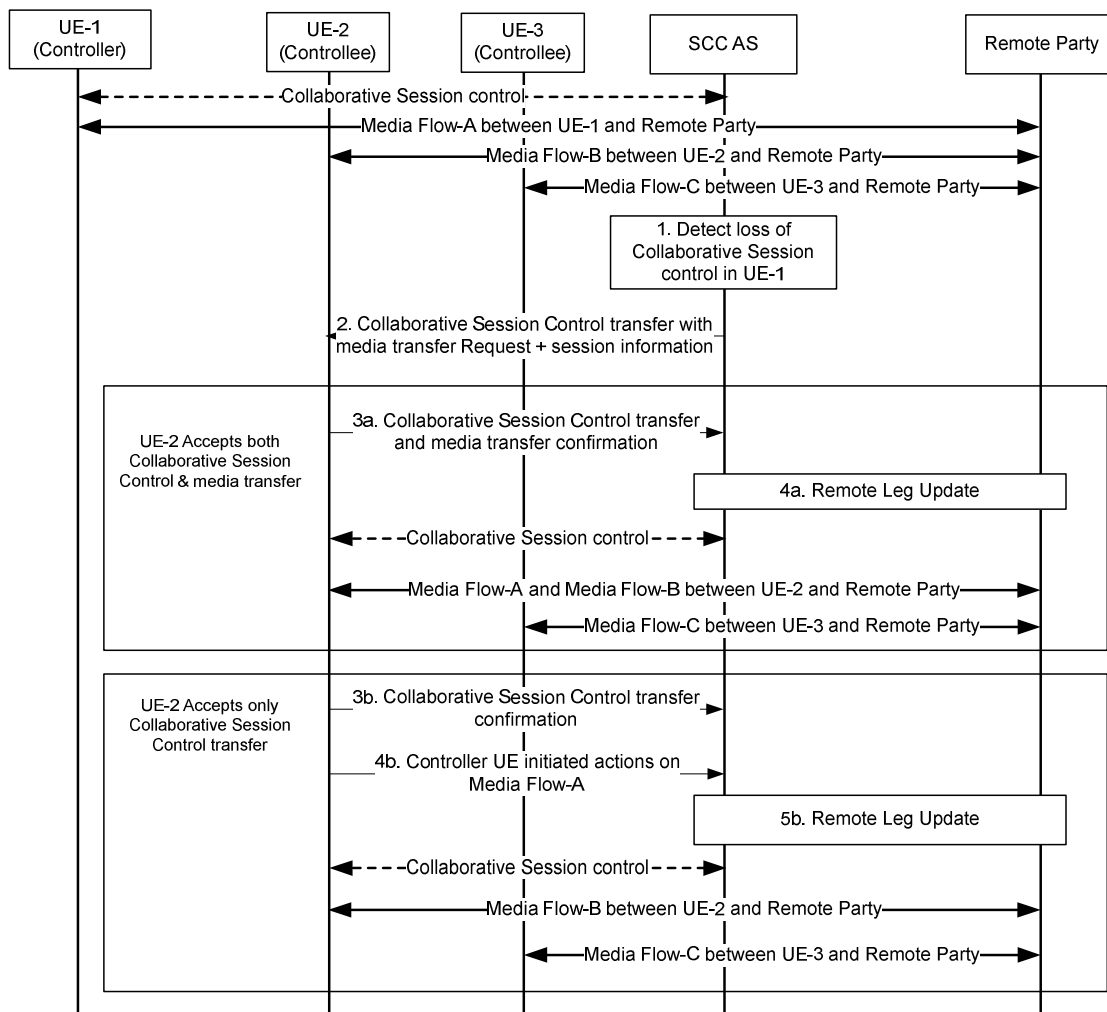 UE-1
(Controller)
UE-2
(Controllee)
UE-3
(Controllee)
SCC AS
Remote Party
Collaborative Session control
Media Flow-A between UE-1 and Remote Party
Media Flow-B between UE-2 and Remote Party
Media Flow-C between UE-3 and Remote Party
1. Detect loss of
Collaborative Session
control in UE-1
2. Collaborative Session Control transfer with
media transfer Request + session information
UE-2 Accepts both
Collaborative Session
Control & media transfer
3a. Collaborative Session Control transfer
and media transfer confirmation
4a. Remote Leg Update
Collaborative Session control
Media Flow-A and Media Flow-B between UE-2 and Remote Party
Media Flow-C between UE-3 and Remote Party
UE-2 Accepts only
Collaborative Session
Control transfer
3b. Collaborative Session Control transfer
confirmation
4b. Controller UE initiated actions on
Media Flow-A
5b. Remote Leg Update
Collaborative Session control
Media Flow-B between UE-2 and Remote Party
Media Flow-C between UE-3 and Remote Party